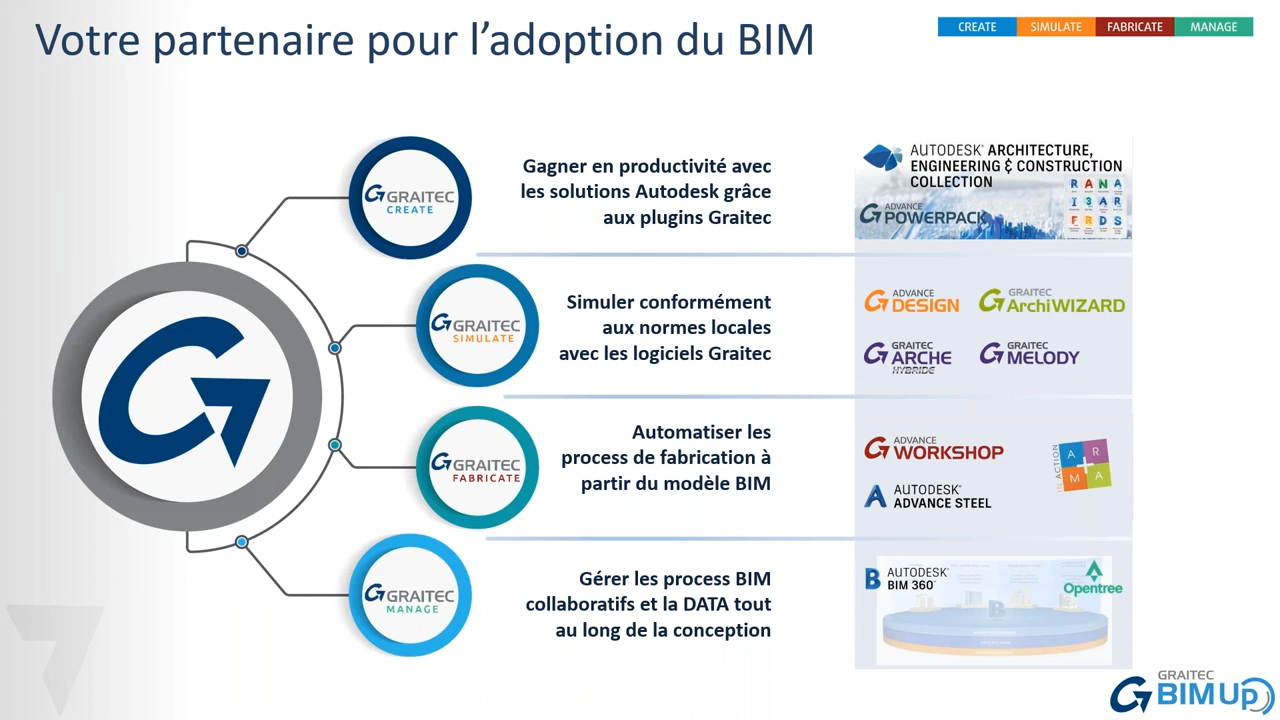 Votre partenaire pour l’adoption du BIM
CREATE SIMULATE FABRICATE MANAGE
GRAITEC
CREATE
Gagner en productivité avec
les solutions Autodesk grâce
aux plugins Graitec
AUTODESK® ARCHITECTURE,
ENGINEERING & CONSTRUCTION
COLLECTION
ADVANCE
POWERPACK
R A N A
I 3 A R
F R D S
GRAITEC
SIMULATE
Simuler conformément
aux normes locales
avec les logiciels Graitec
ADVANCE
DESIGN
GRAITEC
ArchiWIZARD
GRAITEC
ARCHE
HYBRIDE
GRAITEC
MELODY
GRAITEC
FABRICATE
Automatiser les
process de fabrication à
partir du modèle BIM
ADVANCE
WORKSHOP
AUTODESK®
ADVANCE STEEL
A R
M A
GRAITEC
MANAGE
Gérer les process BIM
collaboratifs et la DATA tout
au long de la conception
B AUTODESK®
BIM 360
Opentree
B
GRAITEC
BIM Up